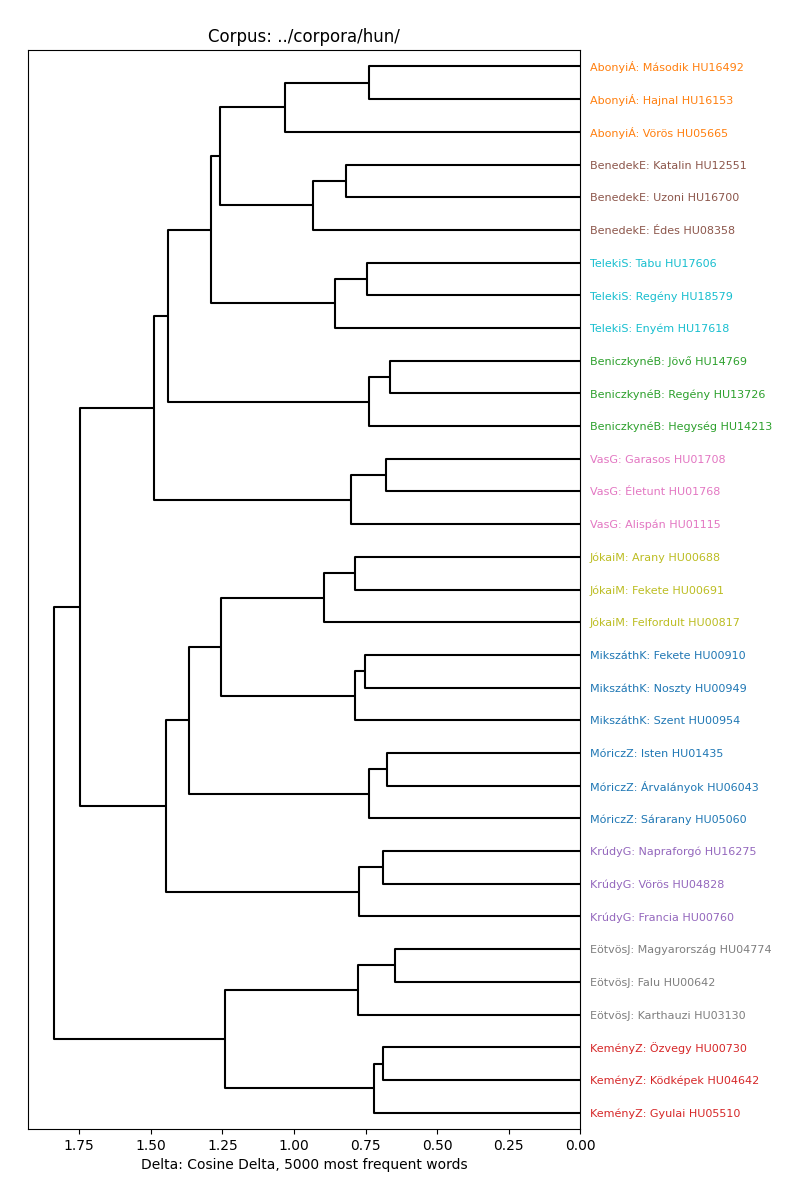 Corpus: ../corpora/hun/
AbonyiÁ: Második HU16492
AbonyiÁ: Hajnal HU16153
AbonyiÁ: Vörös HU05665
BenedekE: Katalin HU12551
BenedekE: Uzoni HU16700
BenedekE: Édes HU08358
TelekiS: Tabu HU17606
TelekiS: Regény HU18579
TelekiS: Enyém HU17618
BeniczkynéB: Jövő HU14769
BeniczkynéB: Regény HU13726
BeniczkynéB: Hegység HU14213
VasG: Garasos HU01708
VasG: Életunt HU01768
VasG: Alispán HU01115
JókaiM: Arany HU00688
JókaiM: Fekete HU00691
JókaiM: Felfordult HU00817
MikszáthK: Fekete HU00910
MikszáthK: Noszty HU00949
MikszáthK: Szent HU00954
MóriczZ: Isten HU01435
MóriczZ: Árvalányok HU06043
MóriczZ: Sárarany HU05060
KrúdyG: Napraforgó HU16275
KrúdyG: Vörös HU04828
KrúdyG: Francia HU00760
EötvösJ: Magyarország HU04774
EötvösJ: Falu HU00642
EötvösJ: Karthauzi HU03130
KeményZ: Özvegy HU00730
KeményZ: Ködképek HU04642
KeményZ: Gyulai HU05510
1.75 1.50 1.25 1.00 0.75 0.50 0.25 0.00
Delta: Cosine Delta, 5000 most frequent words